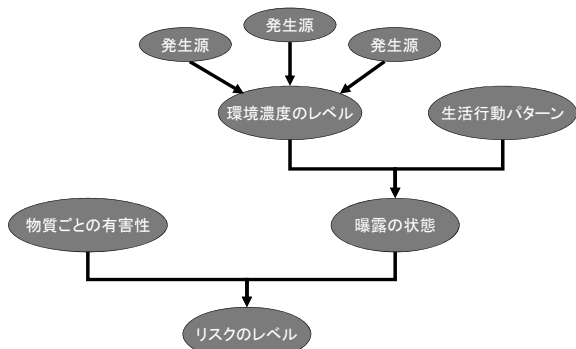 発生源
発生源
発生源
環境濃度のレベル
生活行動パターン
物質ごとの有害性
曝露の状態
リスクのレベル